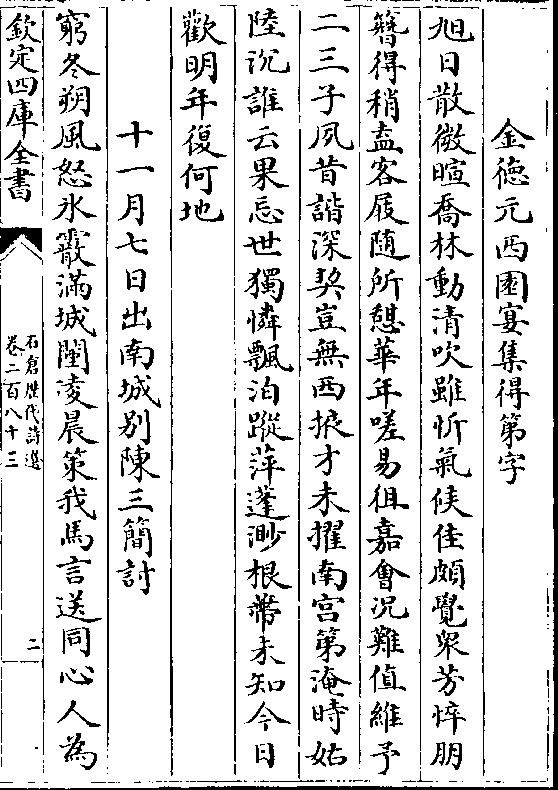 金徳元西園宴集得第字
旭日散微暄喬林動清吹雖忻氣候佳頗覺衆芳悴朋
簪得稍盍客屐随所憩華年嗟易徂嘉會況難值維予
二三子夙昔諧深契豈無西掖才未擢南宫第淹時姑
陸沉誰云果忘世獨憐飄泊蹤萍蓬渺根蔕未知今日
歡明年復何地
十一月七日出南城别陳三簡討
窮冬朔風怒氷霰滿城闉凌晨策我馬言送同心人為
欽定四庫全書
石倉歷代詩選
卷二百八十三
二